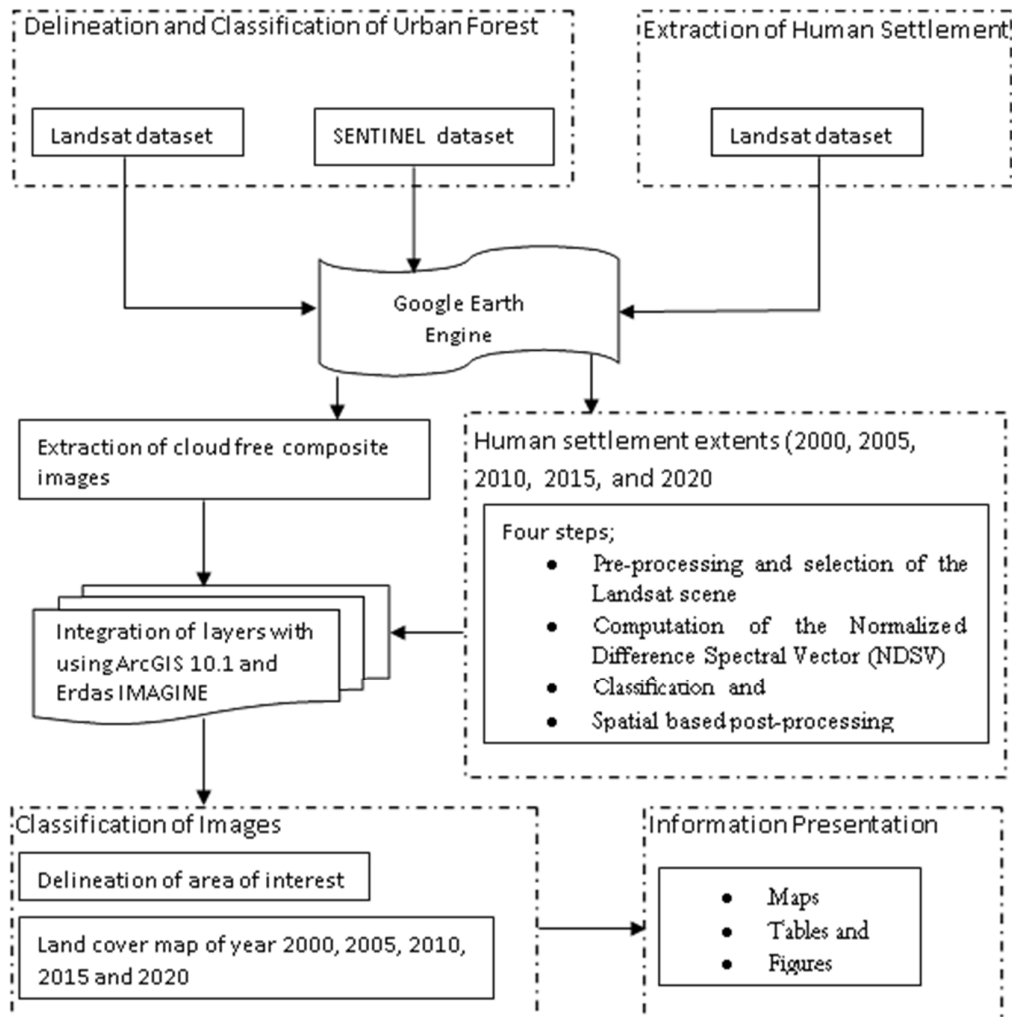 Delineation and Classification of Urban Forest
Extraction of Human Settlement
Landsat dataset
SENTINEL dataset
Landsat dataset
Google Earth
Engine
Extraction of cloud free composite
images
Human settlement extents (2000, 2005,
2010, 2015, and 2020
Four steps;
• Pre-processing and selection of the
Landsat scene
• Computation of the Normalized
Difference Spectral Vector (NDSV)
• Classification and
• Spatial based post-processing
Integration of layers with
using ArcGIS 10.1 and
Erdas IMAGINE
Classification of Images
Delineation of area of interest
Land cover map of year 2000, 2005, 2010,
2015 and 2020
Information Presentation
• Maps
• Tables and
• Figures